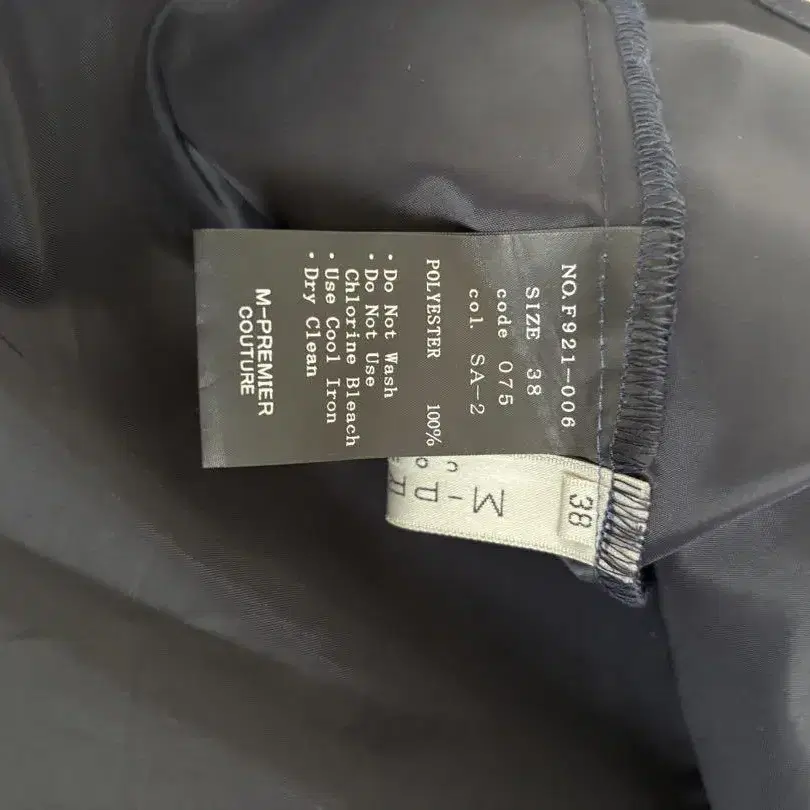 NO.F921-006
SIZE 38
code 075
col. SA-2
POLYESTER 100%
・Do Not Wash
・Do Not Use
Chlorine Bleach
・Use Cool Iron
・Dry Clean
M-PREMIER
COUTURE
38
M-PR
CO